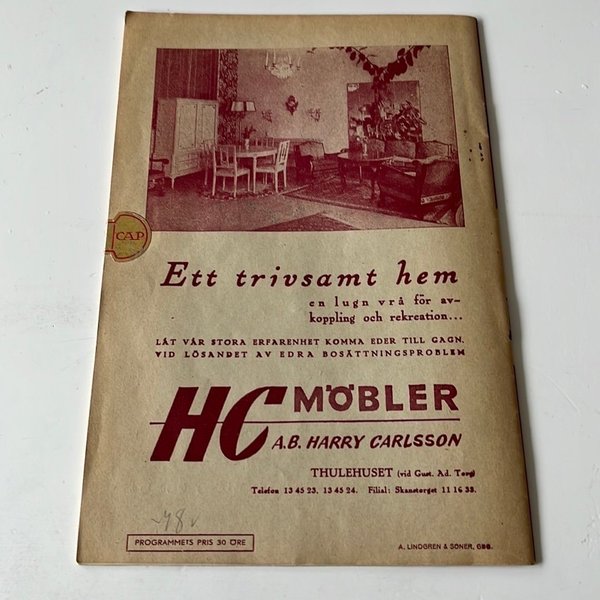 CAP
Ett trivsamt hem
en lugn vrå för av-
koppling och rekreation...
LÅT VÅR STORA ERFARENHET KOMMA EDER TILL GAGN.
VID LÖSANDET AV EDRA BOSÄTTNINGSPROBLEM
HC MÖBLER
A.B. HARRY CARLSSON
THULEHUSET (vid Gust. Ad. Torg)
Telefon 13 45 23, 13 45 24. Filial: Skanstorget 11 16 33.
-48
PROGRAMMETS PRIS 30 ÖRE
A. LINDGREN & SÖNER, GBG.